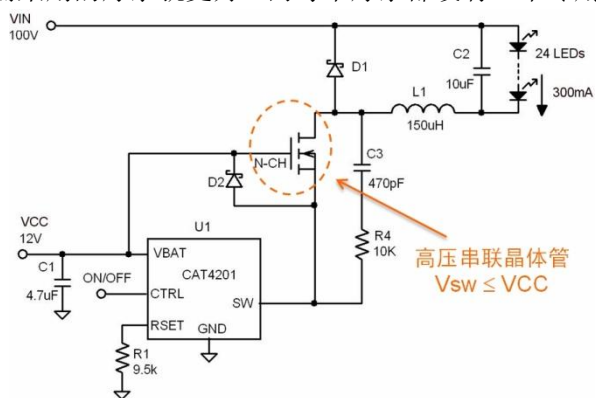 VIN
100V
D1
C2
10uF
24 LEDs
300mA
L1
150uH
N-CH
C3
470pF
D2
VCC
12V
U1
R4
10K
高压串联晶体管
Vsw ≤ VCC
C1
4.7uF
ON/OFF
VBAT
CAT4201
CTRL
SW
RSET
GND
R1
9.5k